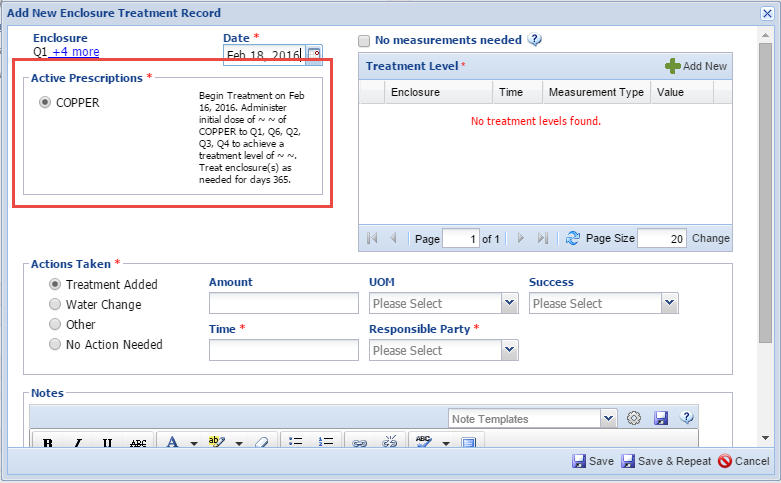 Add New Enclosure Treatment Record
Enclosure
Date *
Q1 +4 more
Feb 18, 2016
Active Prescriptions *
COPPER
Begin Treatment on Feb
16, 2016. Administer
initial dose of ~ ~ of
COPPER to Q1, Q6, Q2,
Q3, Q4 to achieve a
treatment level of ~ ~.
Treat enclosure(s) as
needed for days 365.
No measurements needed
Treatment Level *
Add New
Enclosure Time Measurement Type Value
No treatment levels found.
Page 1 of 1 Page Size 20 Change
Actions Taken *
Treatment Added
Water Change
Other
No Action Needed
Amount UOM Success
Please Select Please Select
Time * Responsible Party *
Please Select
Notes
Note Templates
B I U ABC A ab ABC
Save Save & Repeat Cancel